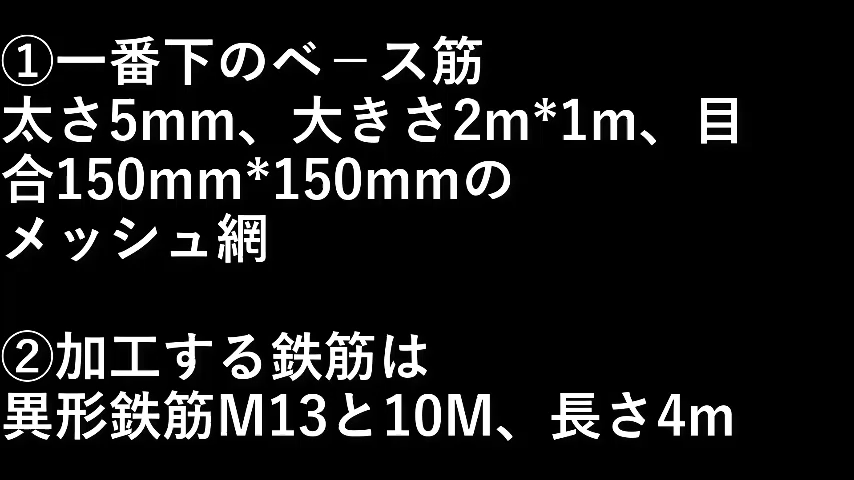 ①一番下のベ－ス筋
太さ5mm、大きさ2m*1m、目
合150mm*150mmの
メッシュ網
②加工する鉄筋は
異形鉄筋M13と10M、長さ4m